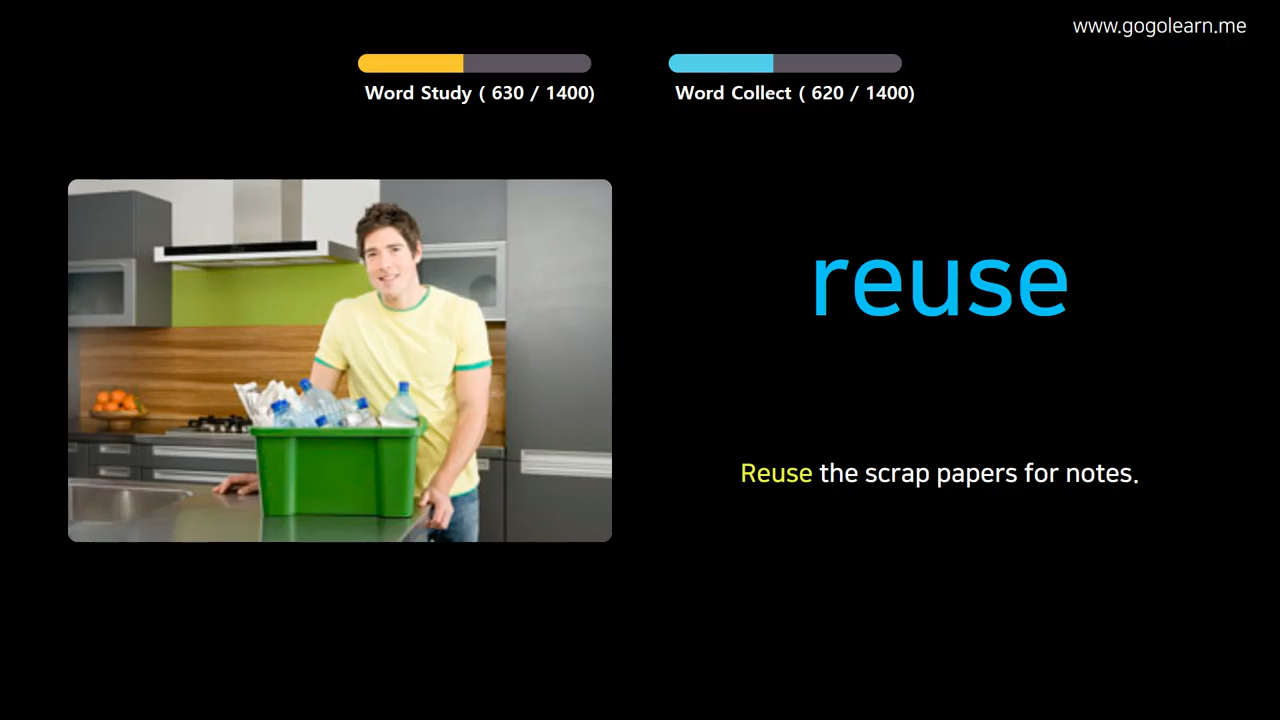 www.gogolearn.me
Word Study ( 630 / 1400)
Word Collect ( 620 / 1400)
reuse
Reuse the scrap papers for notes.